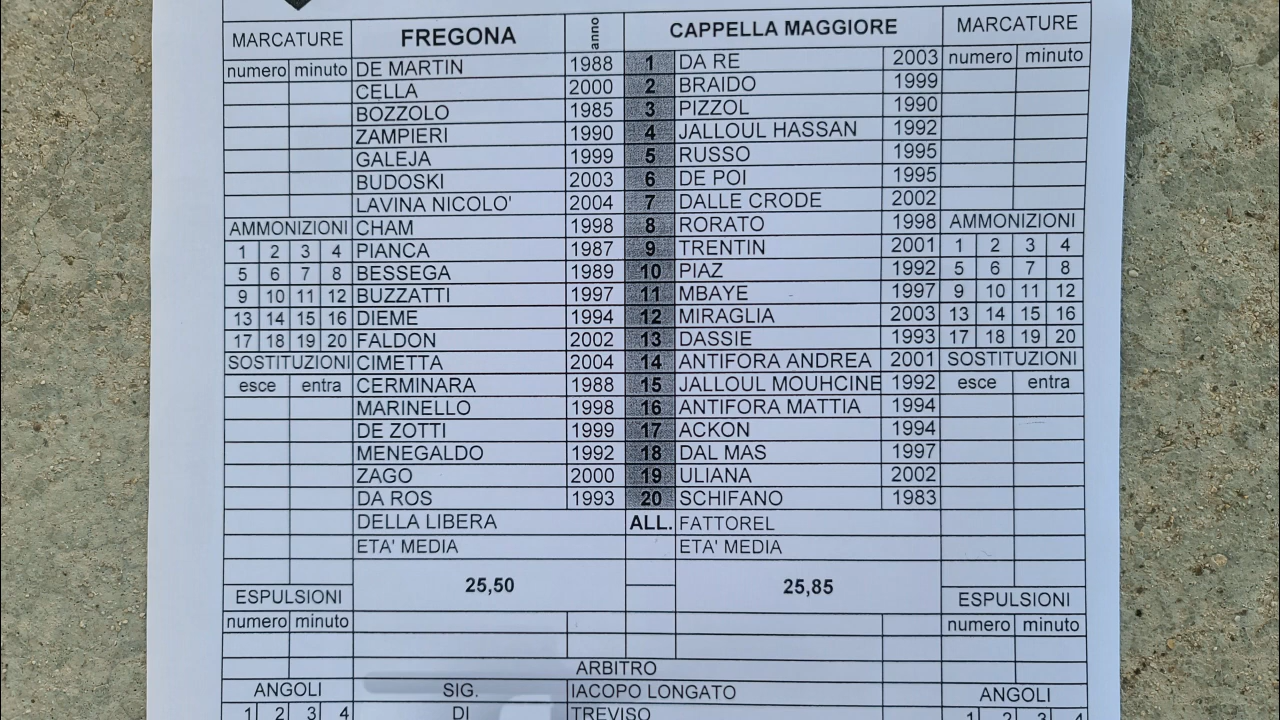 MARCATURE FREGONA anno CAPPELLA MAGGIORE MARCATURE
numero minuto DE MARTIN 1988 1 DA RE 2003 numero minuto
CELLA 2000 2 BRAIDO 1999
BOZZOLO 1985 3 PIZZOL 1990
ZAMPIERI 1990 4 JALLOUL HASSAN 1992
GALEJA 1999 5 RUSSO 1995
BUDOSKI 2003 6 DE POI 1995
LAVINA NICOLO' 2004 7 DALLE CRODE 2002
AMMONIZIONI CHAM 1998 8 RORATO 1998 AMMONIZIONI
1 2 3 4 PIANCA 1987 9 TRENTIN 2001 1 2 3 4
5 6 7 8 BESSEGA 1989 10 PIAZ 1992 5 6 7 8
9 10 11 12 BUZZATTI 1997 11 MBAYE 1997 9 10 11 12
13 14 15 16 DIEME 1994 12 MIRAGLIA 2003 13 14 15 16
17 18 19 20 FALDON 2002 13 DASSIE 1993 17 18 19 20
SOSTITUZIONI CIMETTA 2004 14 ANTIFORA ANDREA 2001 SOSTITUZIONI
esce entra CERMINARA 1988 15 JALLOUL MOUHCINE 1992 esce entra
MARINELLO 1998 16 ANTIFORA MATTIA 1994
DE ZOTTI 1999 17 ACKON 1994
MENEGALDO 1992 18 DAL MAS 1997
ZAGO 2000 19 ULIANA 2002
DA ROS 1993 20 SCHIFANO 1983
DELLA LIBERA ALL. FATTOREL
ETA' MEDIA ETA' MEDIA
25,50 25,85
ESPULSIONI ESPULSIONI
numero minuto numero minuto
ARBITRO
ANGOLI SIG. IACOPO LONGATO ANGOLI
1 2 3 4 DI TREVISO 1 2 3 4